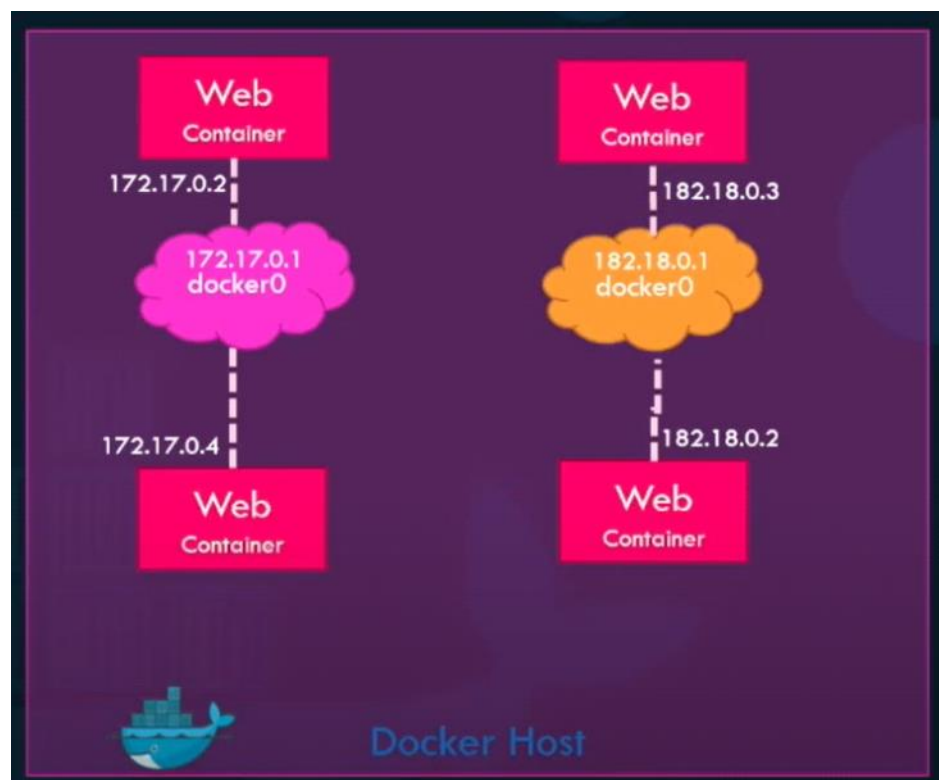 Web
Container
172.17.0.2
172.17.0.1
docker0
172.17.0.4
Web
Container
Web
Container
182.18.0.3
182.18.0.1
docker0
182.18.0.2
Web
Container
Docker Host